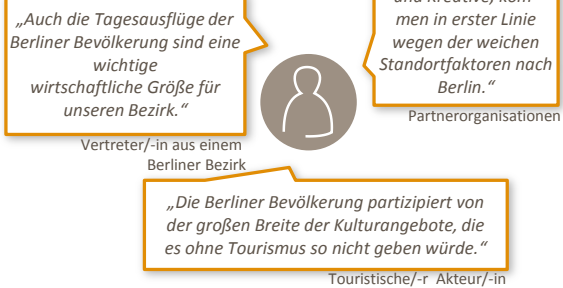 „Auch die Tagesausflüge der
Berliner Bevölkerung sind eine
wichtige
wirtschaftliche Größe für
unseren Bezirk.“
Vertreter/-in aus einem
Berliner Bezirk
und Kreative, kom-
men in erster Linie
wegen der weichen
Standortfaktoren nach
Berlin.“
Partnerorganisationen
„Die Berliner Bevölkerung partizipiert von
der großen Breite der Kulturangebote, die
es ohne Tourismus so nicht geben würde.“
Touristische/-r Akteur/-in